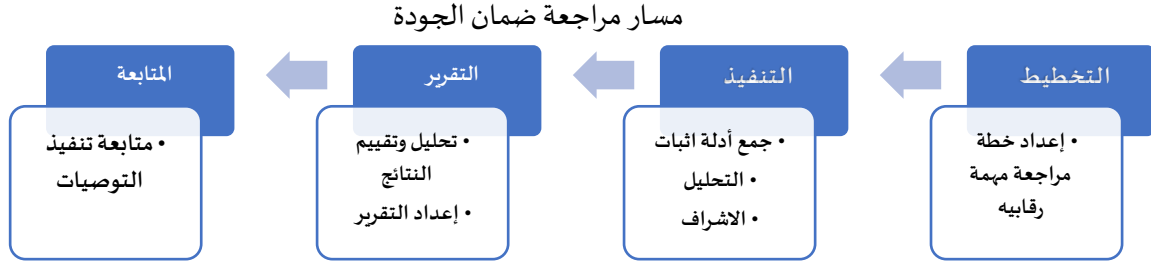 مسار مراجعة ضمان الجودة
التخطيط
• إعداد خطة
مراجعة مهمة
رقابيه
التنفيذ
• جمع أدلة اثبات
• التحليل
• الاشراف
التقرير
• تحليل وتقييم
النتائج
• إعداد التقرير
المتابعة
• متابعة تنفيذ
التوصيات